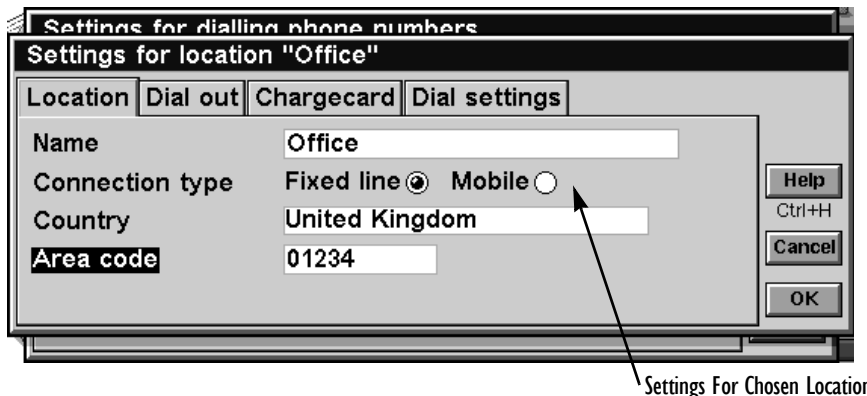 Settings for dialling phone numbers
Settings for location "Office"
Location Dial out Chargecard Dial settings
Name Office
Connection type Fixed line Mobile
Country United Kingdom
Area code 01234
Help
Ctrl+H
Cancel
OK
Settings For Chosen Location